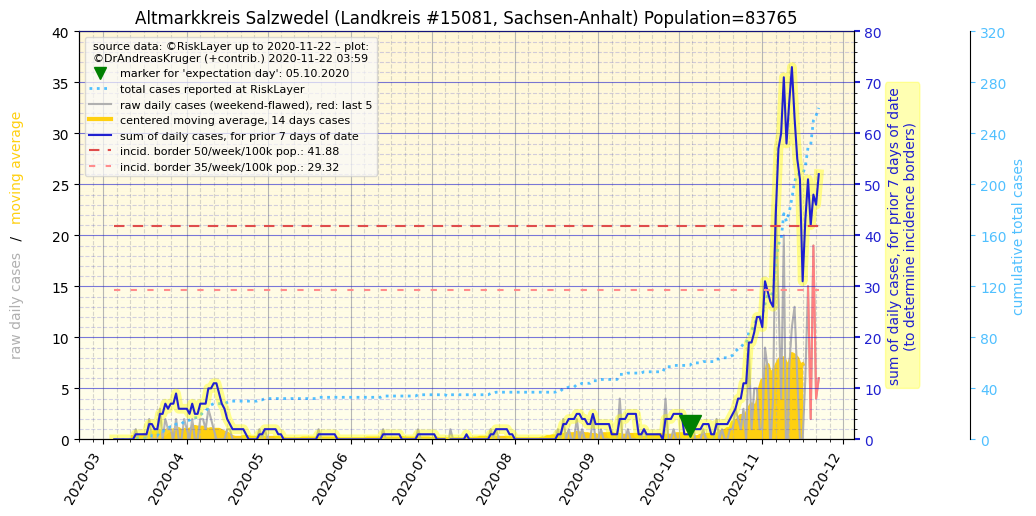 Altmarkkreis Salzwedel (Landkreis #15081, Sachsen-Anhalt) Population=83765
source data: ©RiskLayer up to 2020-11-22 – plot:
©DrAndreasKruger (+contrib.) 2020-11-22 03:59
marker for 'expectation day': 05.10.2020
total cases reported at RiskLayer
raw daily cases (weekend-flawed), red: last 5
centered moving average, 14 days cases
sum of daily cases, for prior 7 days of date
incid. border 50/week/100k pop.: 41.88
incid. border 35/week/100k pop.: 29.32
raw daily cases / moving average
40
35
30
25
20
15
10
5
0
80
70
60
50
40
30
20
10
0
sum of daily cases, for prior 7 days of date
(to determine incidence borders)
320
280
240
200
160
120
80
40
0
cumulative total cases
2020-03
2020-04
2020-05
2020-06
2020-07
2020-08
2020-09
2020-10
2020-11
2020-12